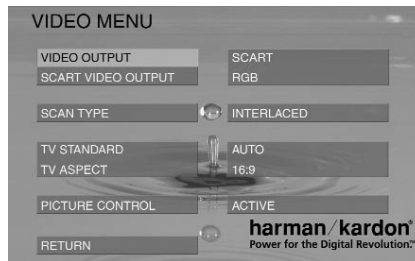 VIDEO MENU
VIDEO OUTPUT SCART
SCART VIDEO OUTPUT RGB
SCAN TYPE INTERLACED
TV STANDARD AUTO
TV ASPECT 16:9
PICTURE CONTROL ACTIVE
RETURN
harman/kardon®
Power for the Digital Revolution.™